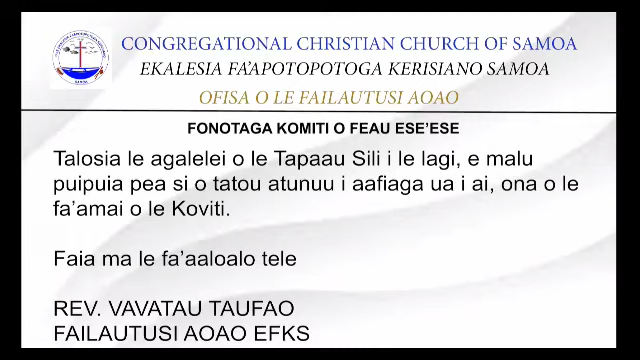 CONGREGATIONAL CHRISTIAN CHURCH OF SAMOA
EKALESIA FA'APOTOPOTOGA KERISIANO SAMOA
OFISA O LE FAILAUTUSI AOAO
FONOTAGA KOMITI O FEAU ESE'ESE
Talosia le agalelei o le Tapaau Sili i le lagi, e malu
puipuia pea si o tatou atunuu i aafiaga ua i ai, ona o le
fa'amai o le Koviti.
Faia ma le fa'aaloalo tele
REV. VAVATAU TAUFAO
FAILAUTUSI AOAO EFKS